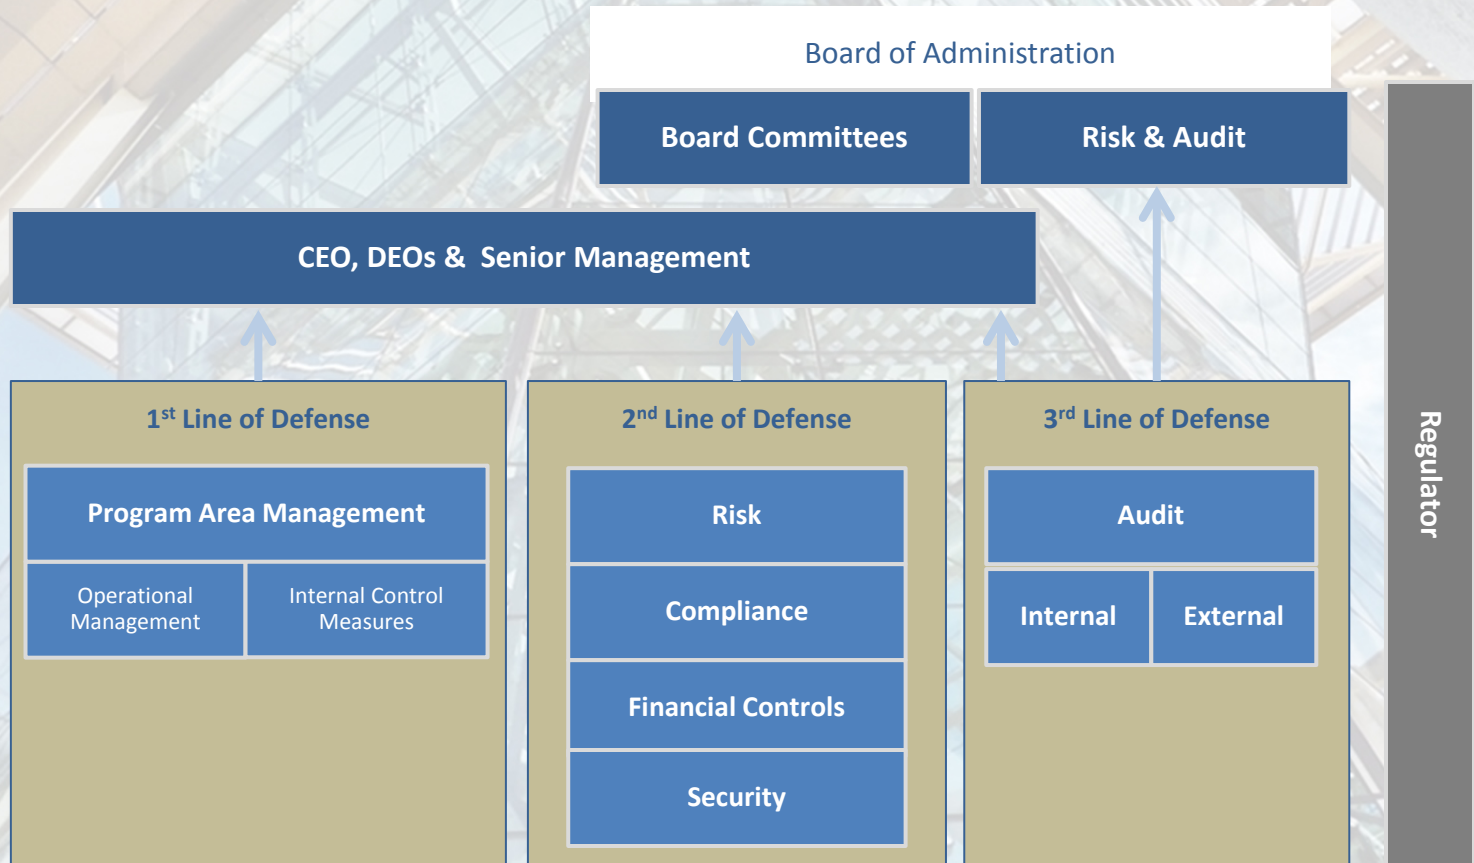 Board of Administration
Board Committees
Risk & Audit
CEO, DEOs & Senior Management
1st Line of Defense
Program Area Management
Operational
Management
Internal Control
Measures
2nd Line of Defense
Risk
Compliance
Financial Controls
Security
3rd Line of Defense
Audit
Internal
External
Regulator